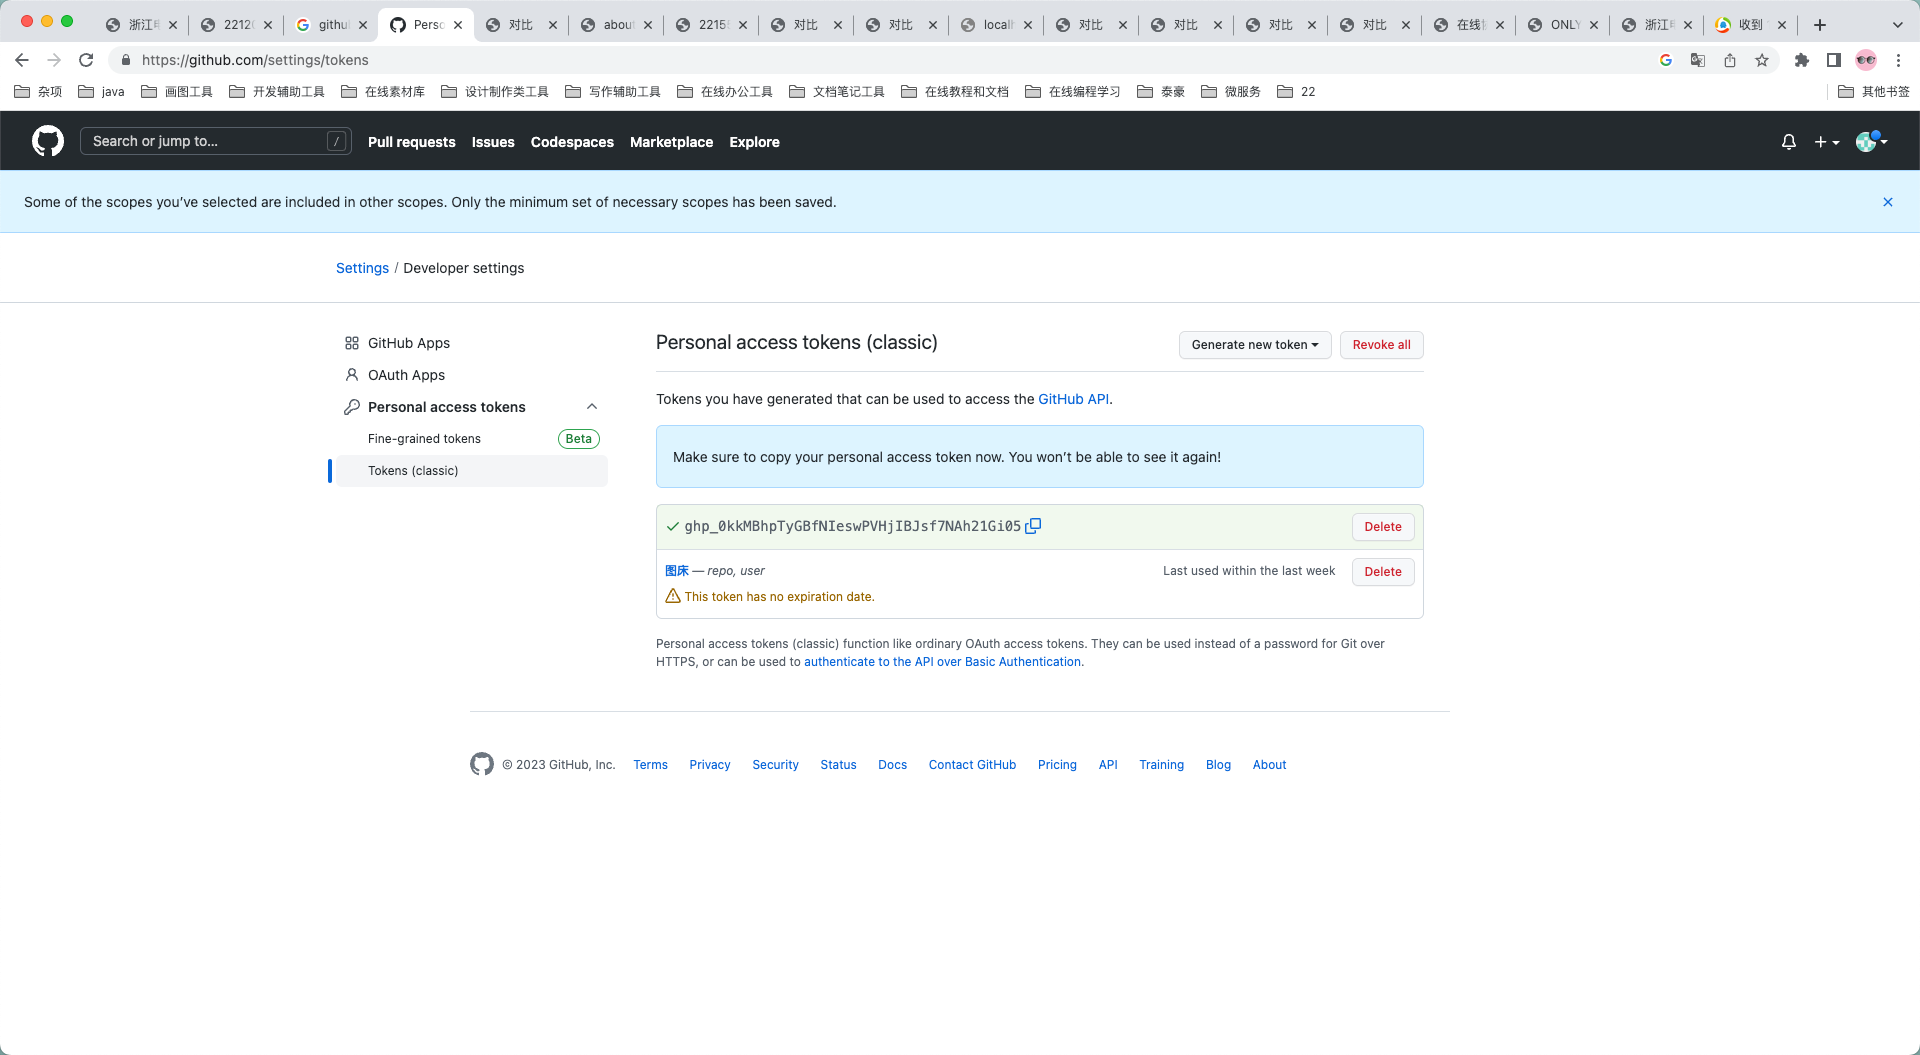 浙江 2212 githu Perso 对比 about 2215 对比 对比 local 对比 对比 对比 对比 在线 ONLY 浙江 收到
https://github.com/settings/tokens
杂项 java 画图工具 开发辅助工具 在线素材库 设计制作类工具 写作辅助工具 在线办公工具 文档笔记工具 在线教程和文档 在线编程学习 泰豪 微服务 22 其他书签
Search or jump to... / Pull requests Issues Codespaces Marketplace Explore
Some of the scopes you’ve selected are included in other scopes. Only the minimum set of necessary scopes has been saved.
Settings / Developer settings
GitHub Apps
OAuth Apps
Personal access tokens
Fine-grained tokens Beta
Tokens (classic)
Personal access tokens (classic) Generate new token Revoke all
Tokens you have generated that can be used to access the GitHub API.
Make sure to copy your personal access token now. You won’t be able to see it again!
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 Delete
图床 — repo, user Last used within the last week Delete
This token has no expiration date.
Personal access tokens (classic) function like ordinary OAuth access tokens. They can be used instead of a password for Git over
HTTPS, or can be used to authenticate to the API over Basic Authentication.
© 2023 GitHub, Inc. Terms Privacy Security Status Docs Contact GitHub Pricing API Training Blog About